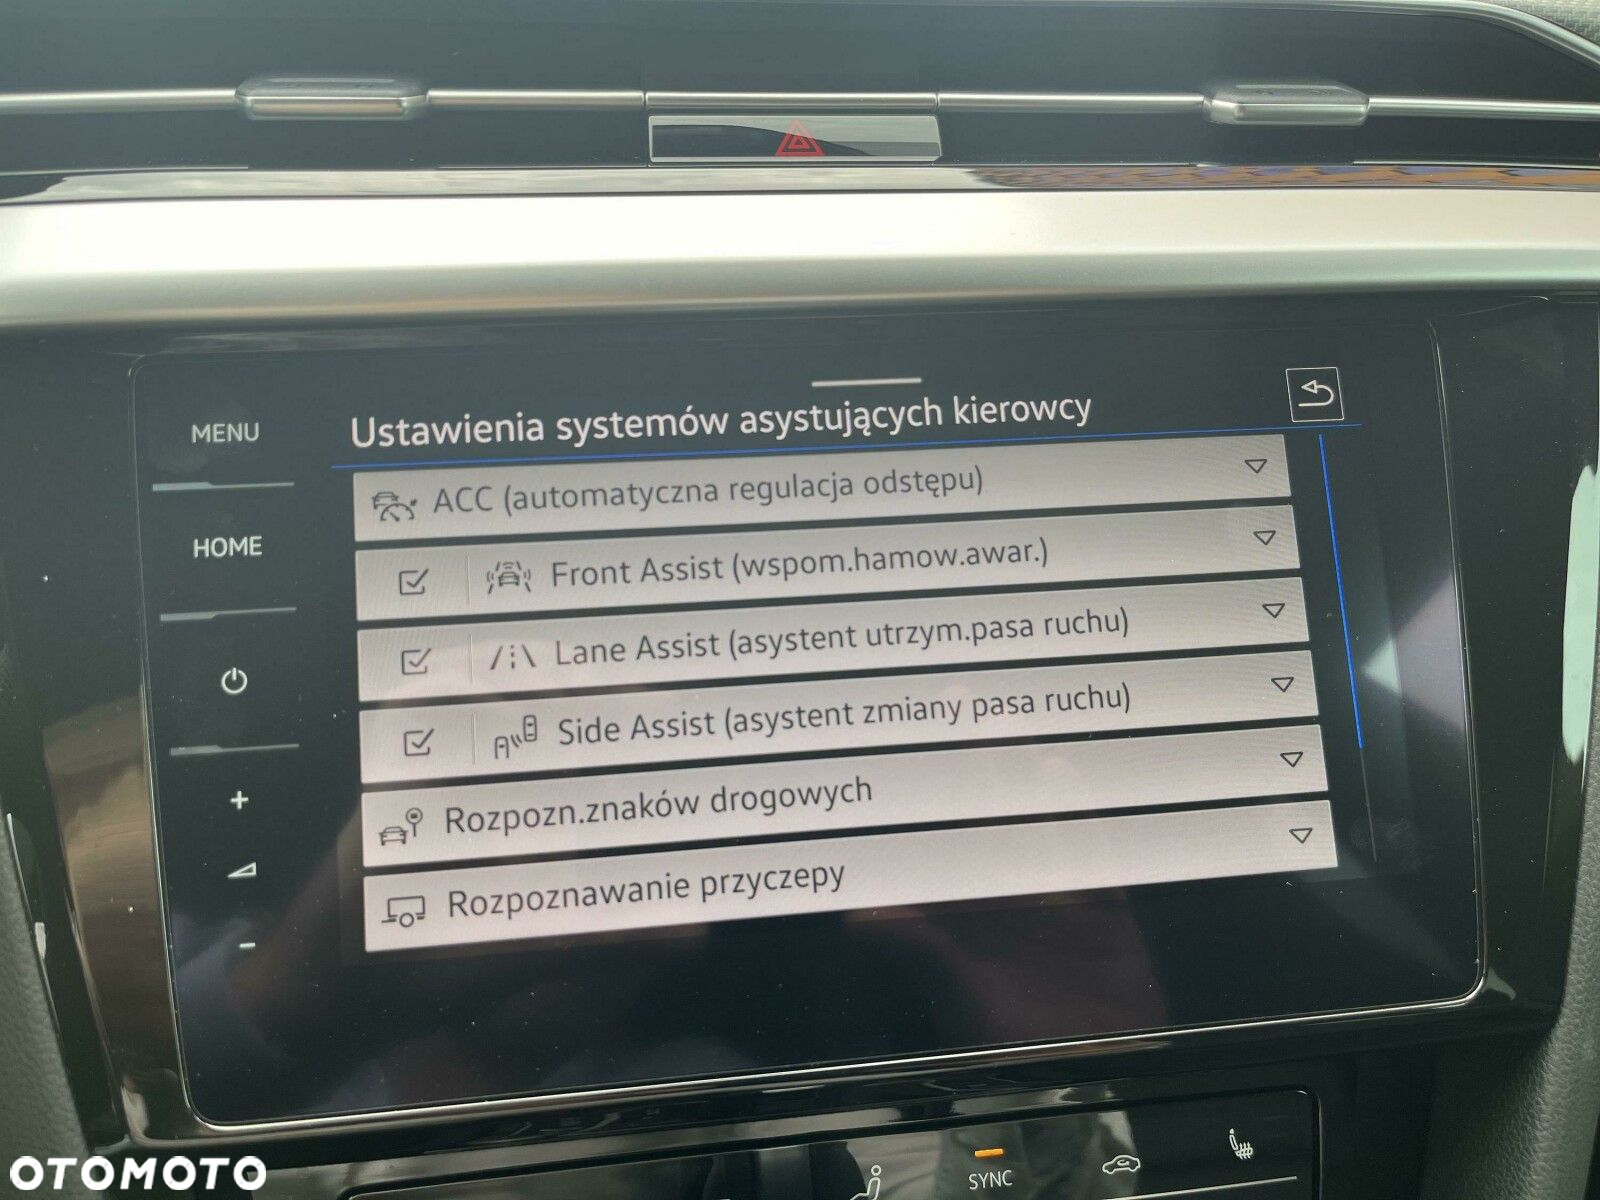 MENU
HOME
+
-
Ustawienia systemów asystujących kierowcy
ACC (automatyczna regulacja odstępu)
Front Assist (wspom.hamow.awar.)
Lane Assist (asystent utrzym.pasa ruchu)
Side Assist (asystent zmiany pasa ruchu)
Rozpozn.znaków drogowych
Rozpoznawanie przyczepy
SYNC
OTOMOTO